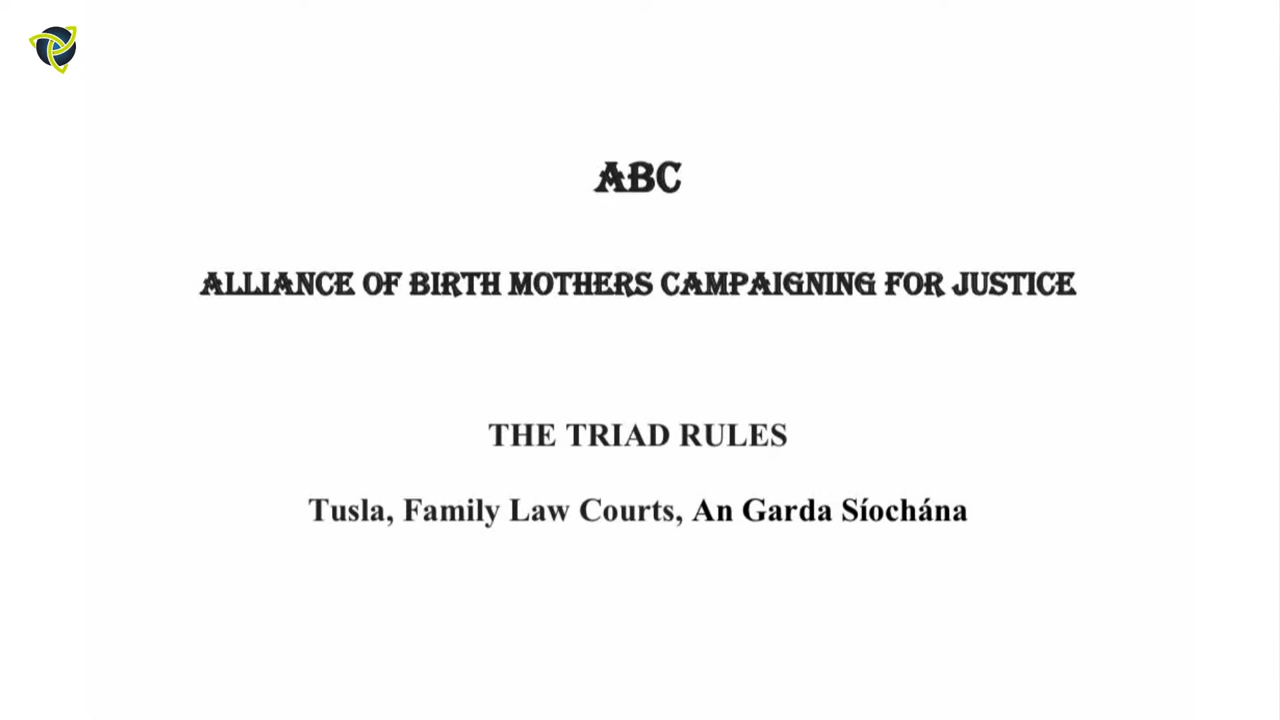 ABC
ALLIANCE OF BIRTH MOTHERS CAMPAIGNING FOR JUSTICE
THE TRIAD RULES
Tusla, Family Law Courts, An Garda Síochána